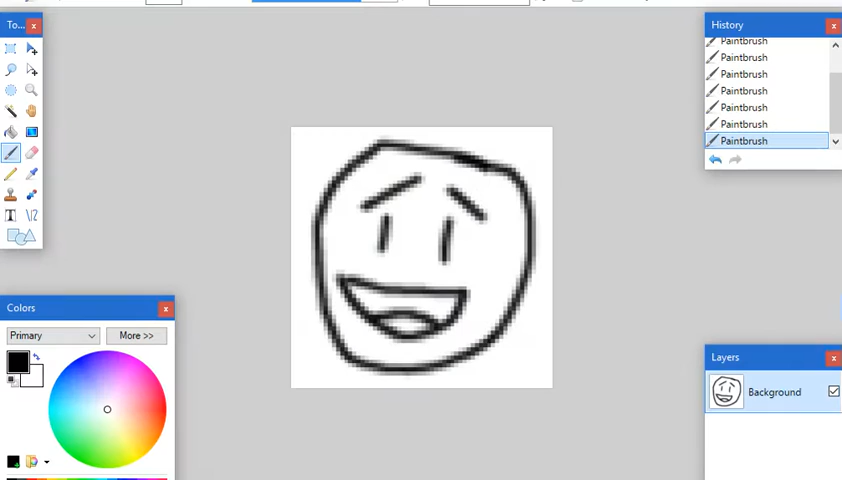 To...
History
Paintbrush
Paintbrush
Paintbrush
Paintbrush
Paintbrush
Paintbrush
Paintbrush
T
Colors
Primary
More >>
Layers
Background